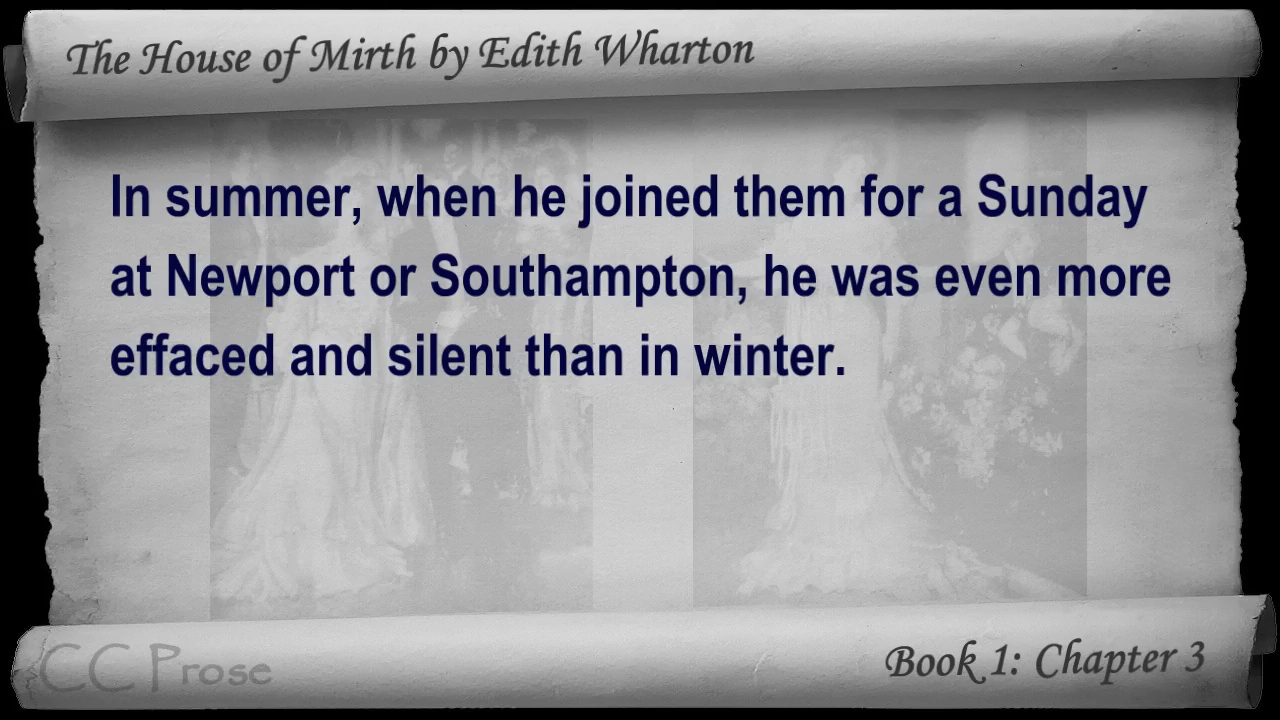 The House of Mirth by Edith Wharton
In summer, when he joined them for a Sunday
at Newport or Southampton, he was even more
effaced and silent than in winter.
CC Prose
Book 1: Chapter 3